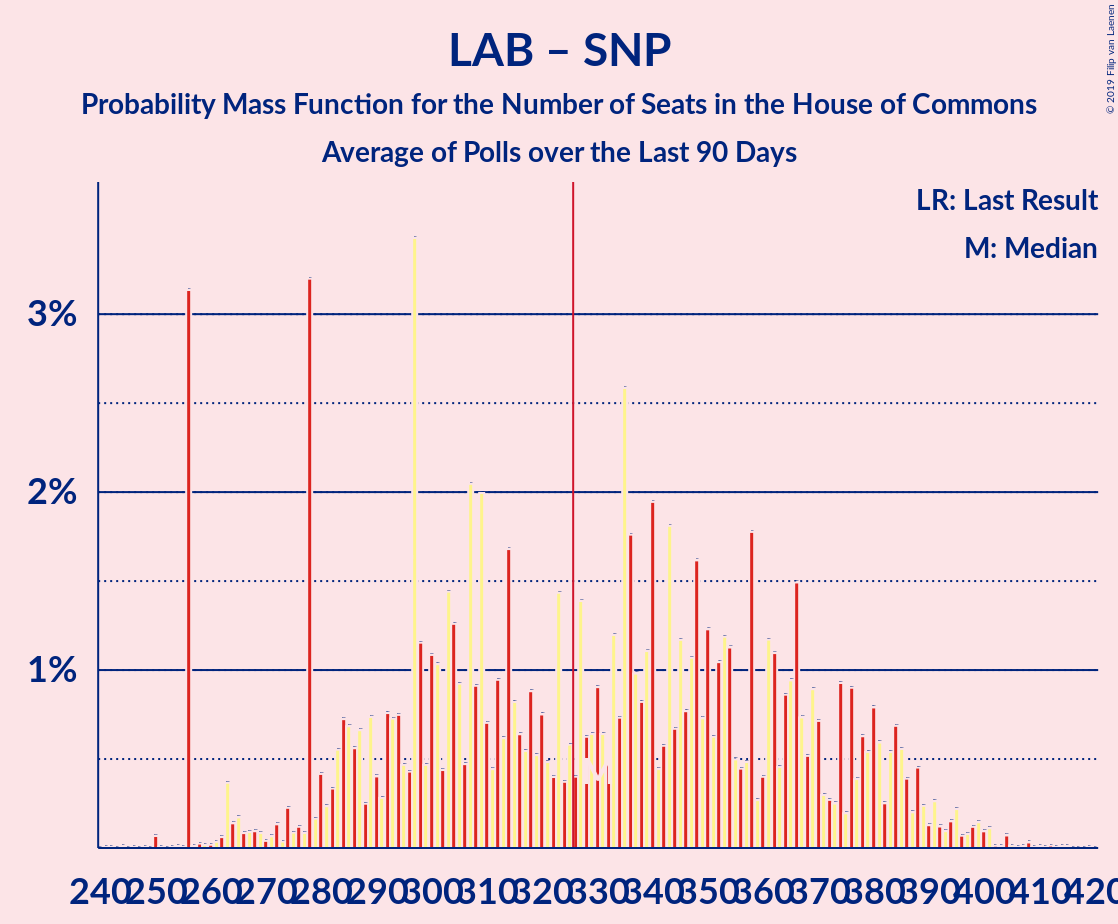 LAB – SNP
Probability Mass Function for the Number of Seats in the House of Commons
Average of Polls over the Last 90 Days
© 2019 Filip van Laenen
LR: Last Result
M: Median
3%
2%
1%
M
240 250 260 270 280 290 300 310 320 330 340 350 360 370 380 390 400 410 420